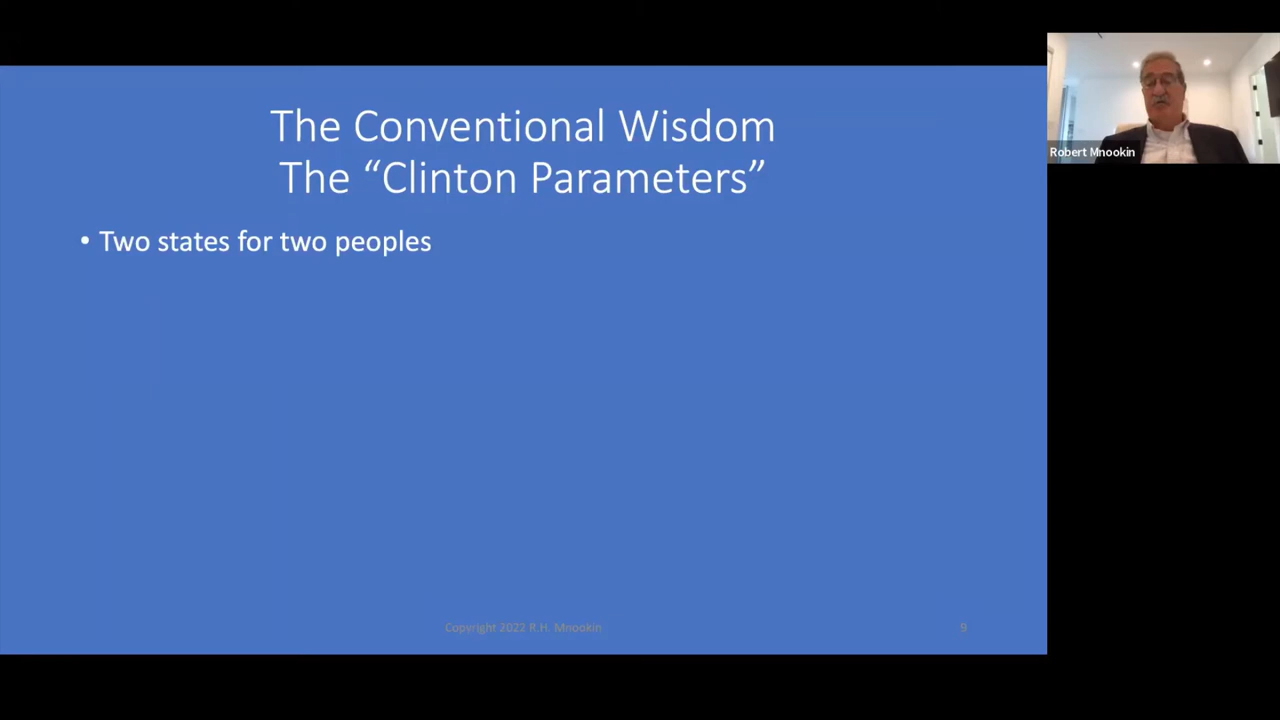 The Conventional Wisdom
The “Clinton Parameters”
• Two states for two peoples
Copyright 2022 R.H. Mnookin
9
Robert Mnookin